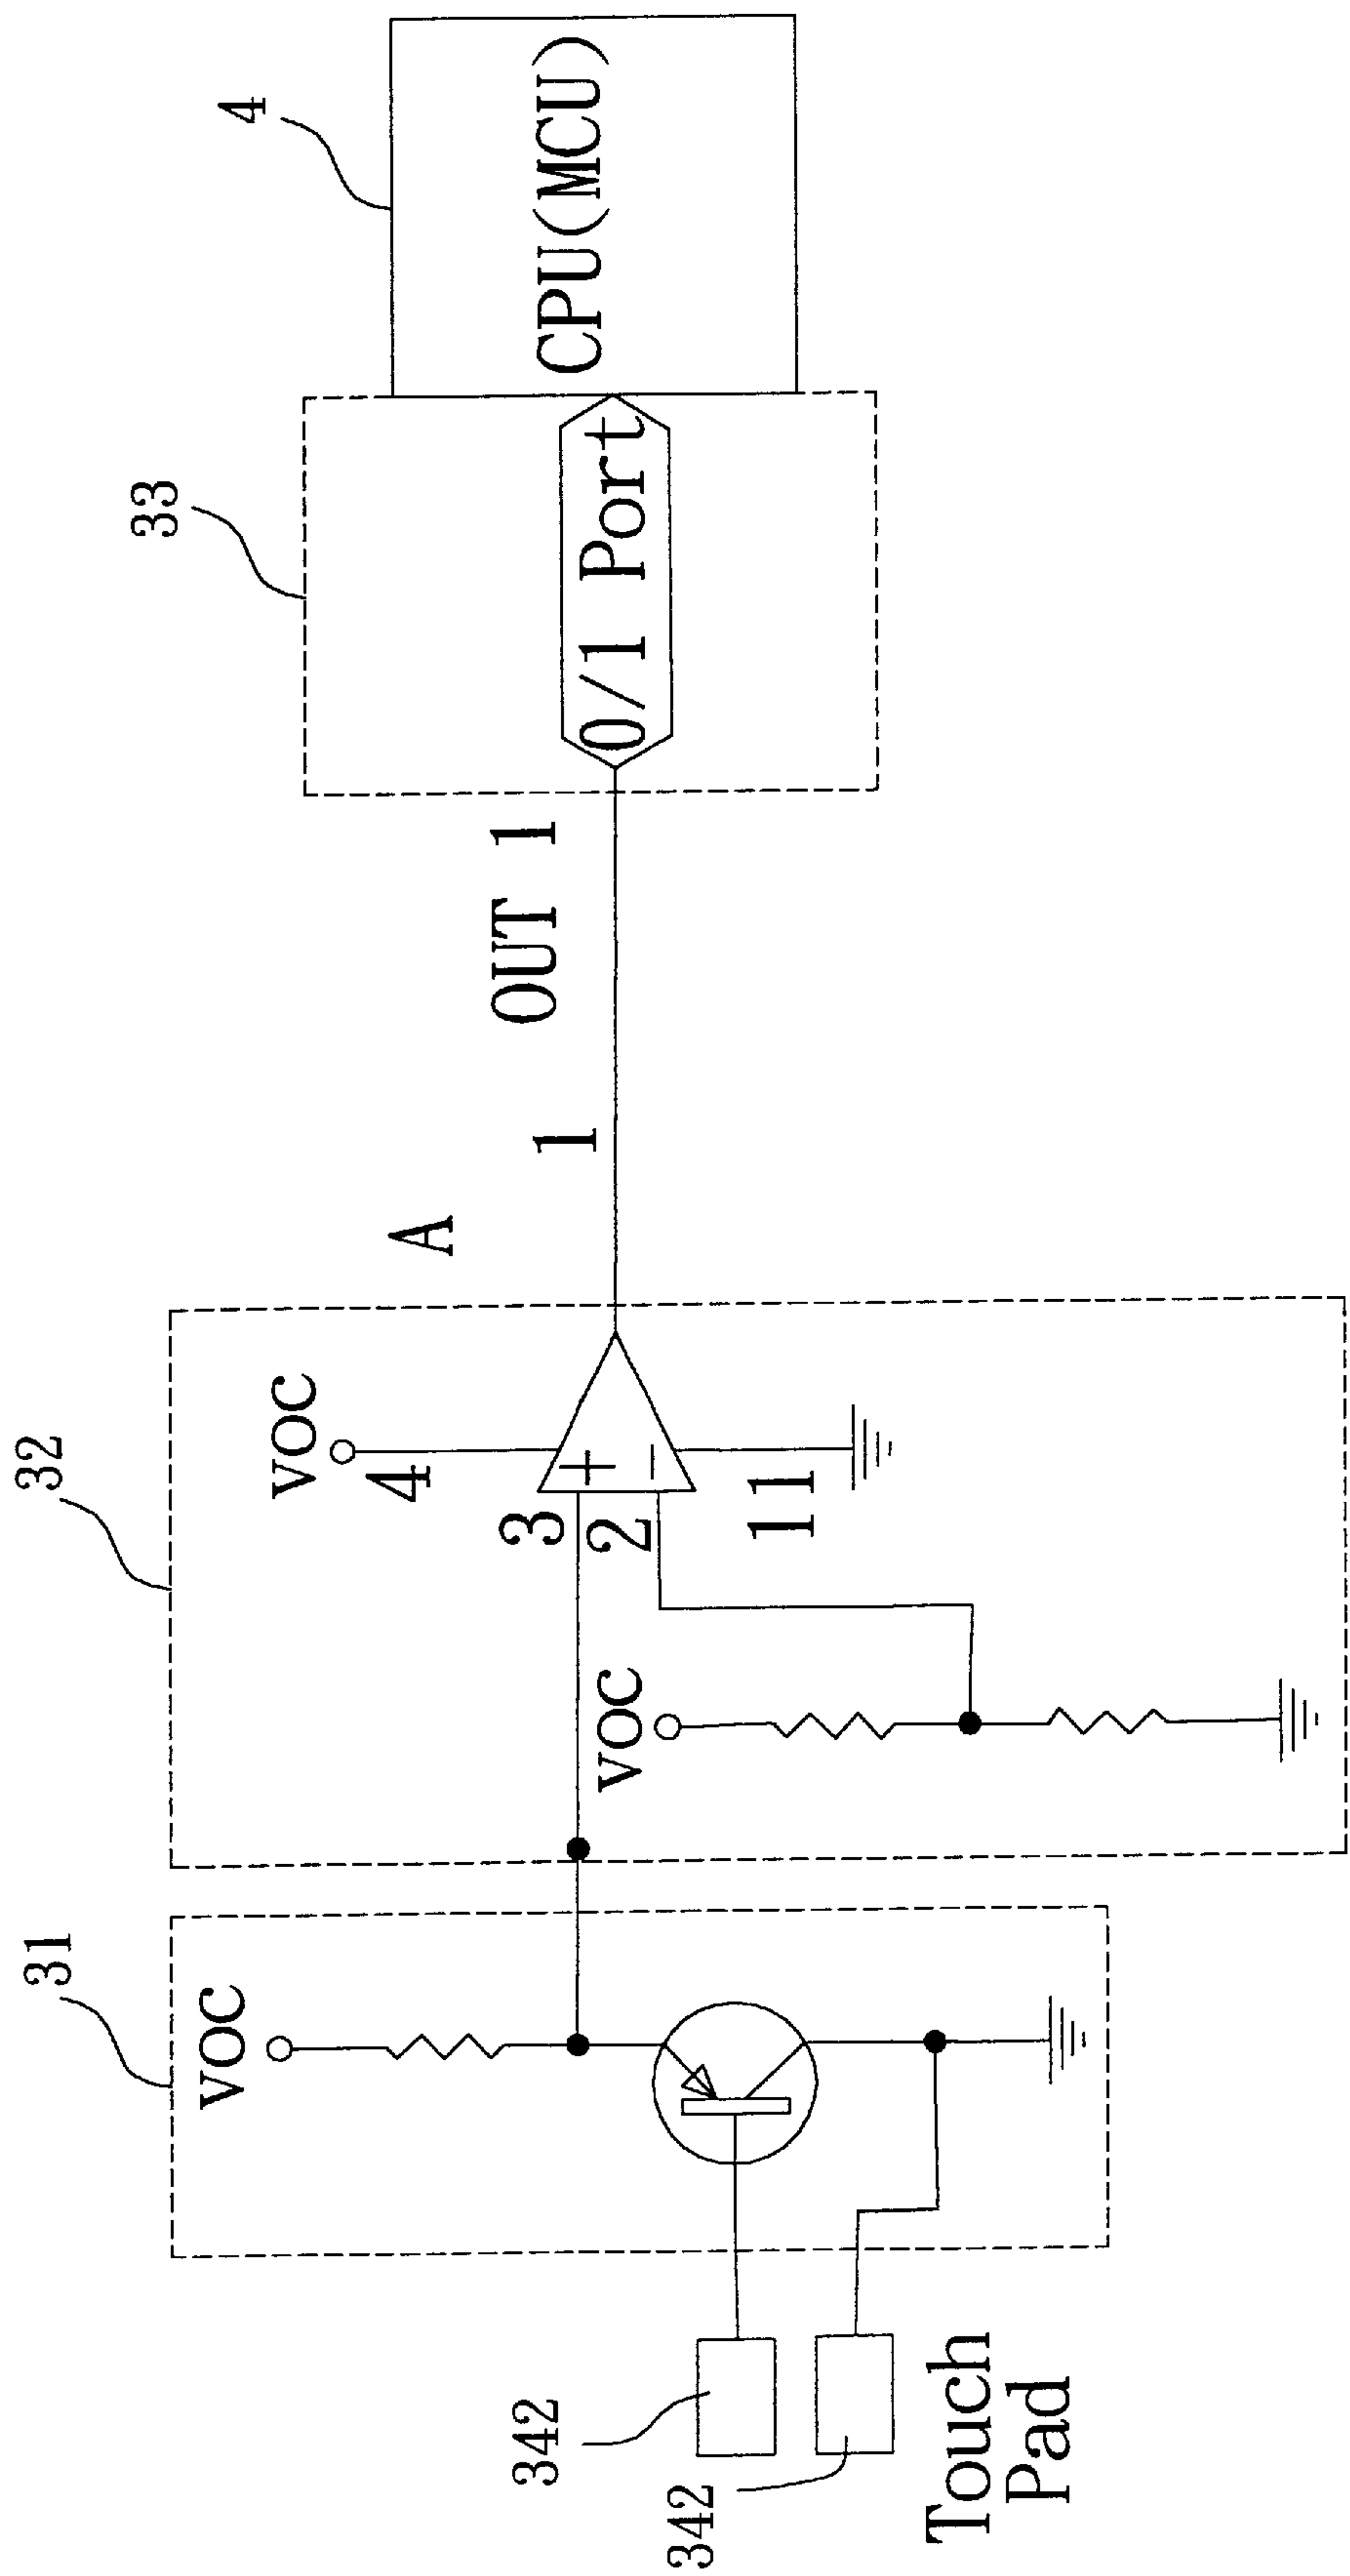 31
VOC
342
342
Touch
Pad
32
VOC
4
3
2
11
VOC
A
1
OUT 1
33
0/1 Port
4
CPU(MCU)